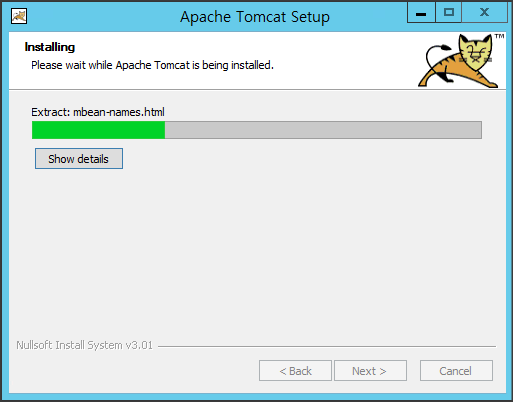 Apache Tomcat Setup
Installing
Please wait while Apache Tomcat is being installed.
TM
Extract: mbean-names.html
Show details
Nullsoft Install System v3.01
< Back
Next >
Cancel